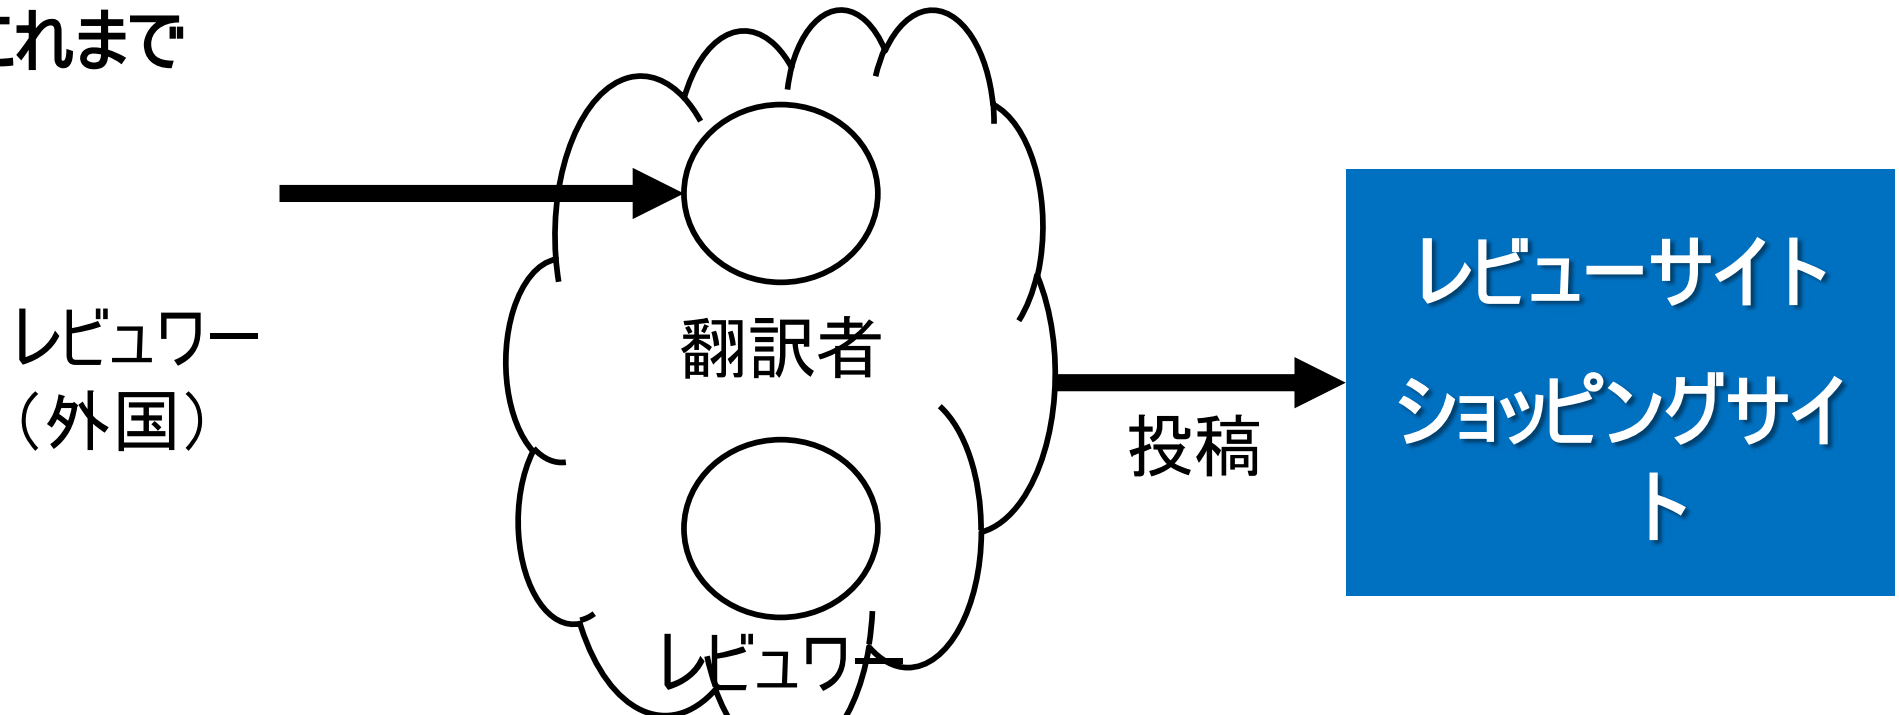 これまで
レビュワー
（外国）
翻訳者
レビュワー
投稿
レビューサイト
ショッピングサイ
ト